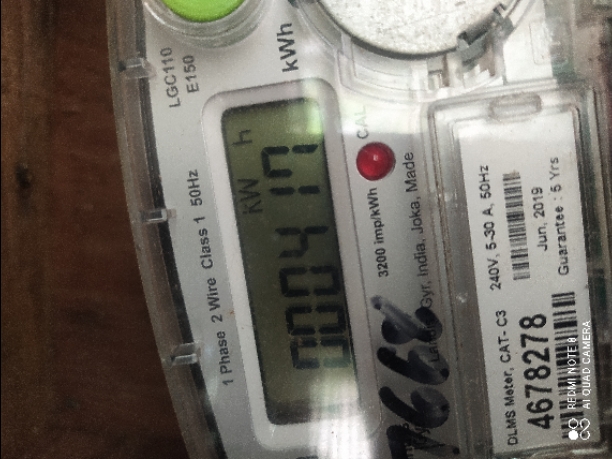 LGC110
E150
kWh
1 Phase 2 Wire Class 1 50Hz
KW h
000417
CAL
3200 imp/kWh
Gyr, India, Joka, Made
7668
DLMS Meter, CAT- C3
240V, 5-30 A, 50Hz
4678278
Jun, 2019
Guarantee : 5 Yrs
REDMI NOTE 8
AI QUAD CAMERA